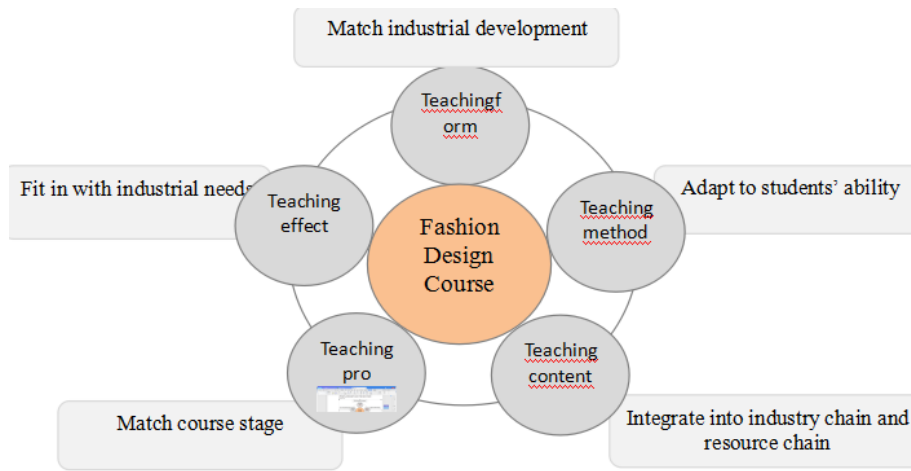 Match industrial development
Teachingf
orm
Fit in with industrial needs
Teaching
effect
Adapt to students’ ability
Teaching
method
Fashion
Design
Course
Teaching
pro
Teaching
content
Match course stage
Integrate into industry chain and
resource chain